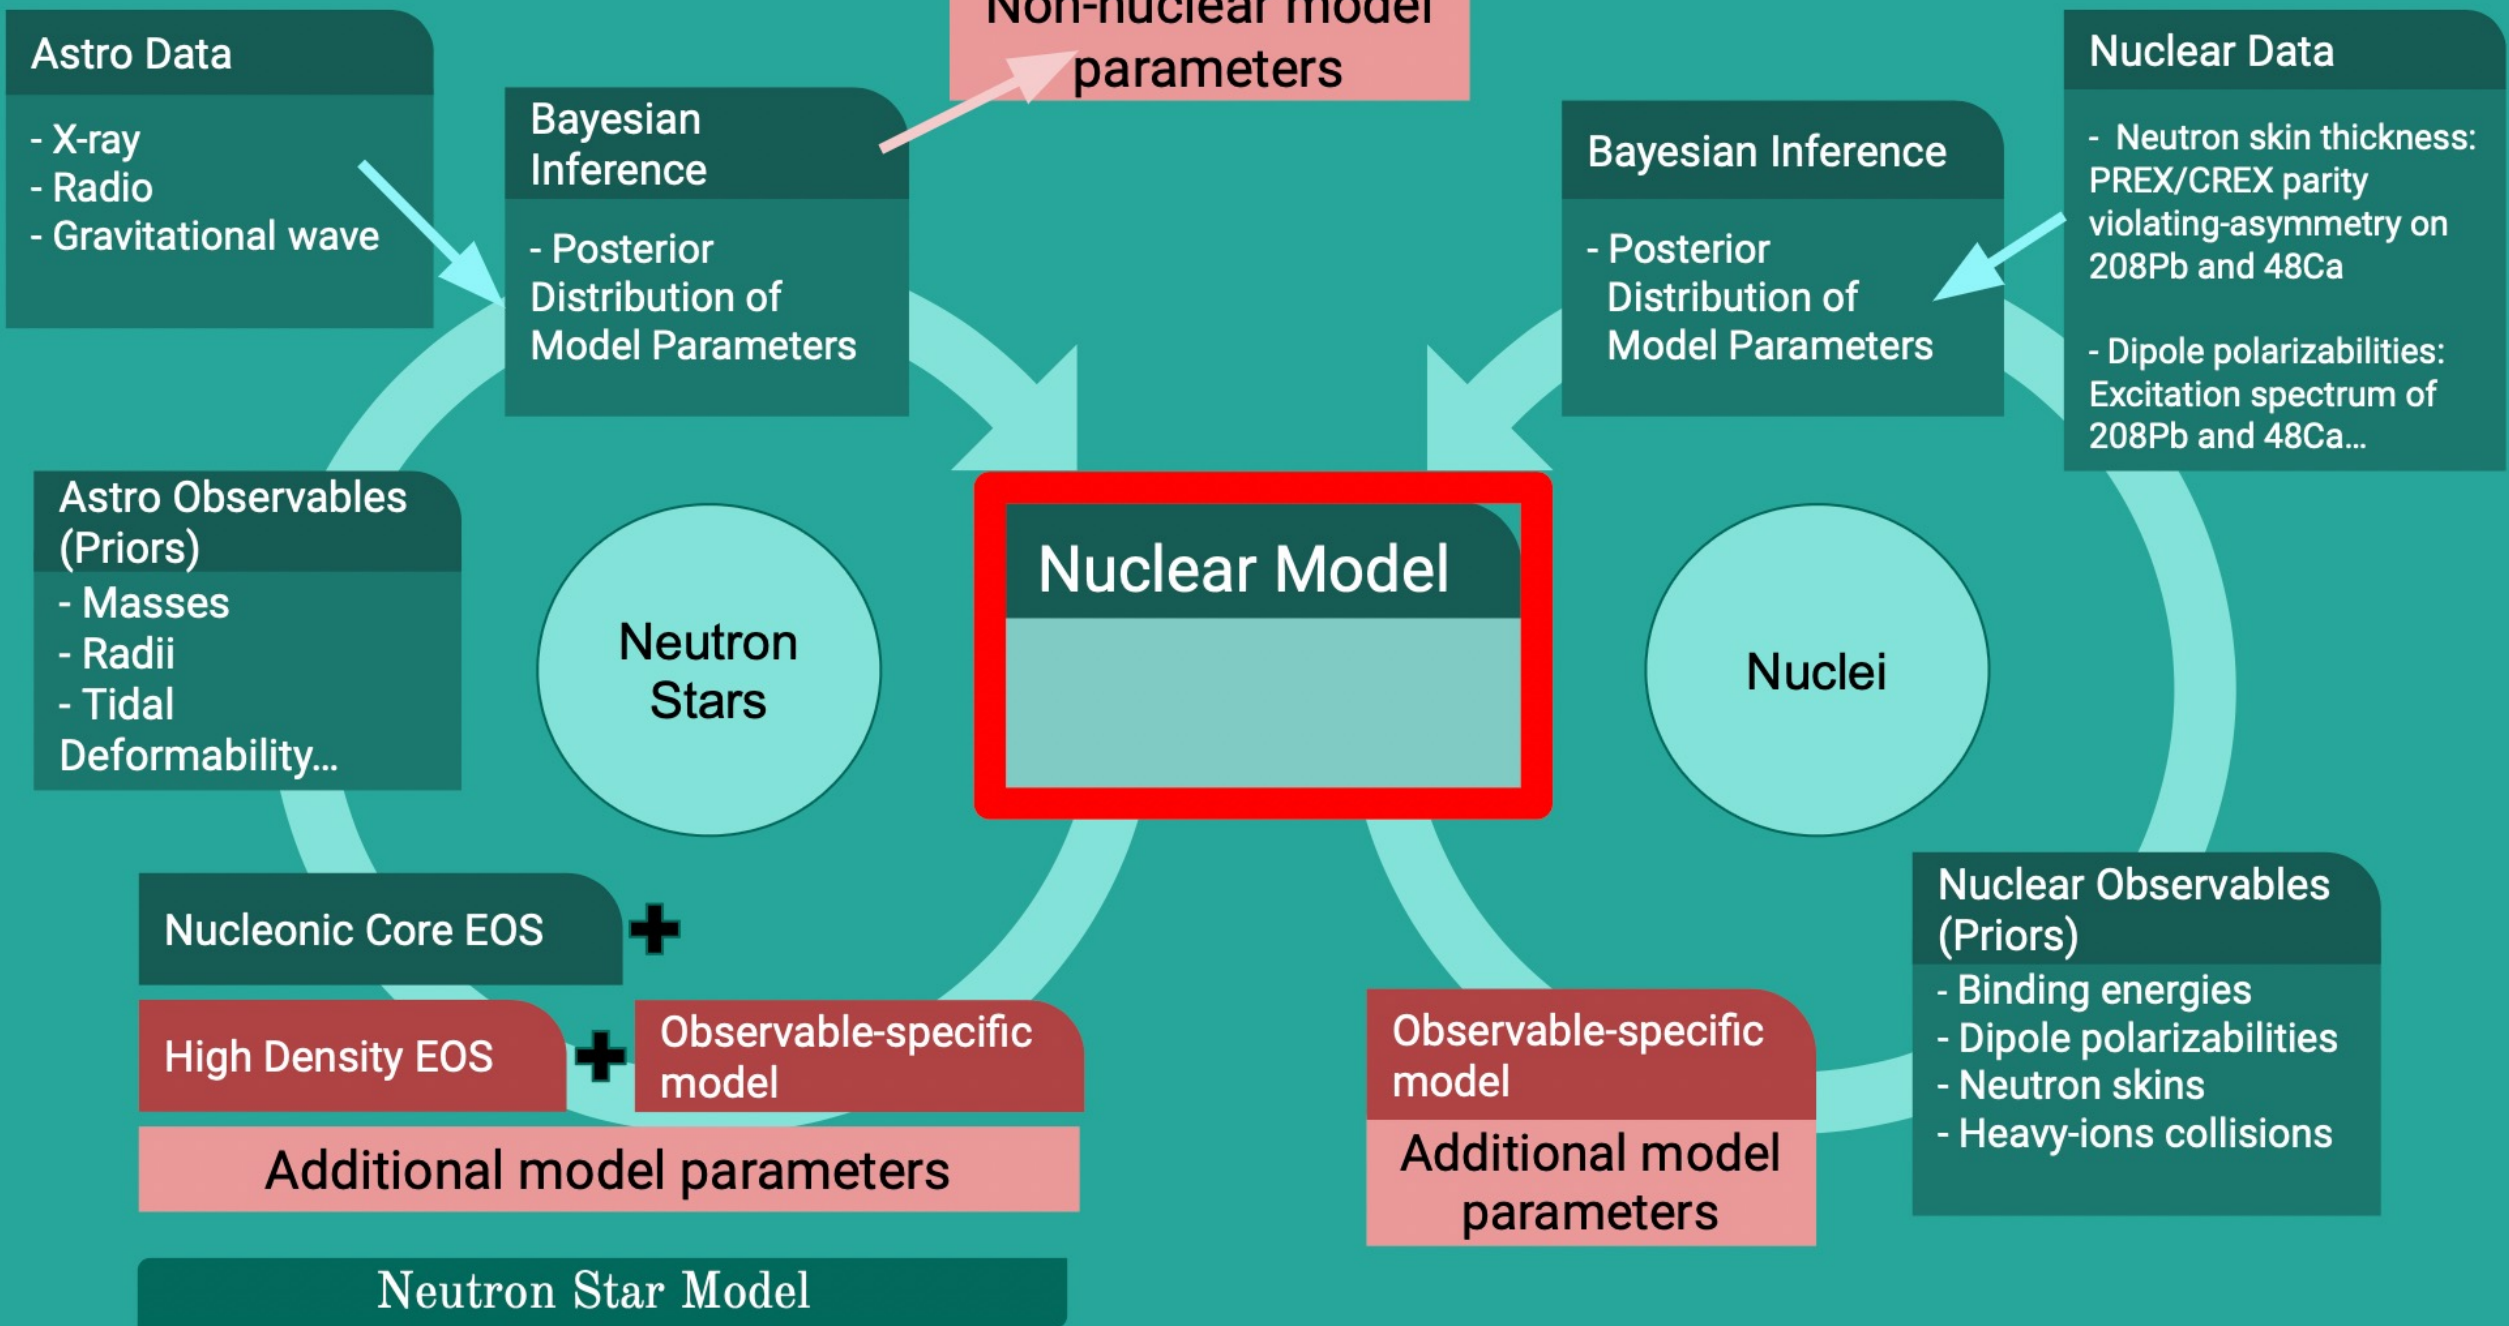 Non-nuclear model
parameters
Astro Data
- X-ray
- Radio
- Gravitational wave
Bayesian
Inference
- Posterior
Distribution of
Model Parameters
Bayesian Inference
- Posterior
Distribution of
Model Parameters
Nuclear Data
- Neutron skin thickness:
PREX/CREX parity
violating-asymmetry on
208Pb and 48Ca
- Dipole polarizabilities:
Excitation spectrum of
208Pb and 48Ca...
Astro Observables
(Priors)
- Masses
- Radii
- Tidal
Deformability...
Neutron
Stars
Nuclear Model
Nuclei
Nucleonic Core EOS
High Density EOS
Observable-specific
model
Additional model parameters
Neutron Star Model
Observable-specific
model
Additional model
parameters
Nuclear Observables
(Priors)
- Binding energies
- Dipole polarizabilities
- Neutron skins
- Heavy-ions collisions